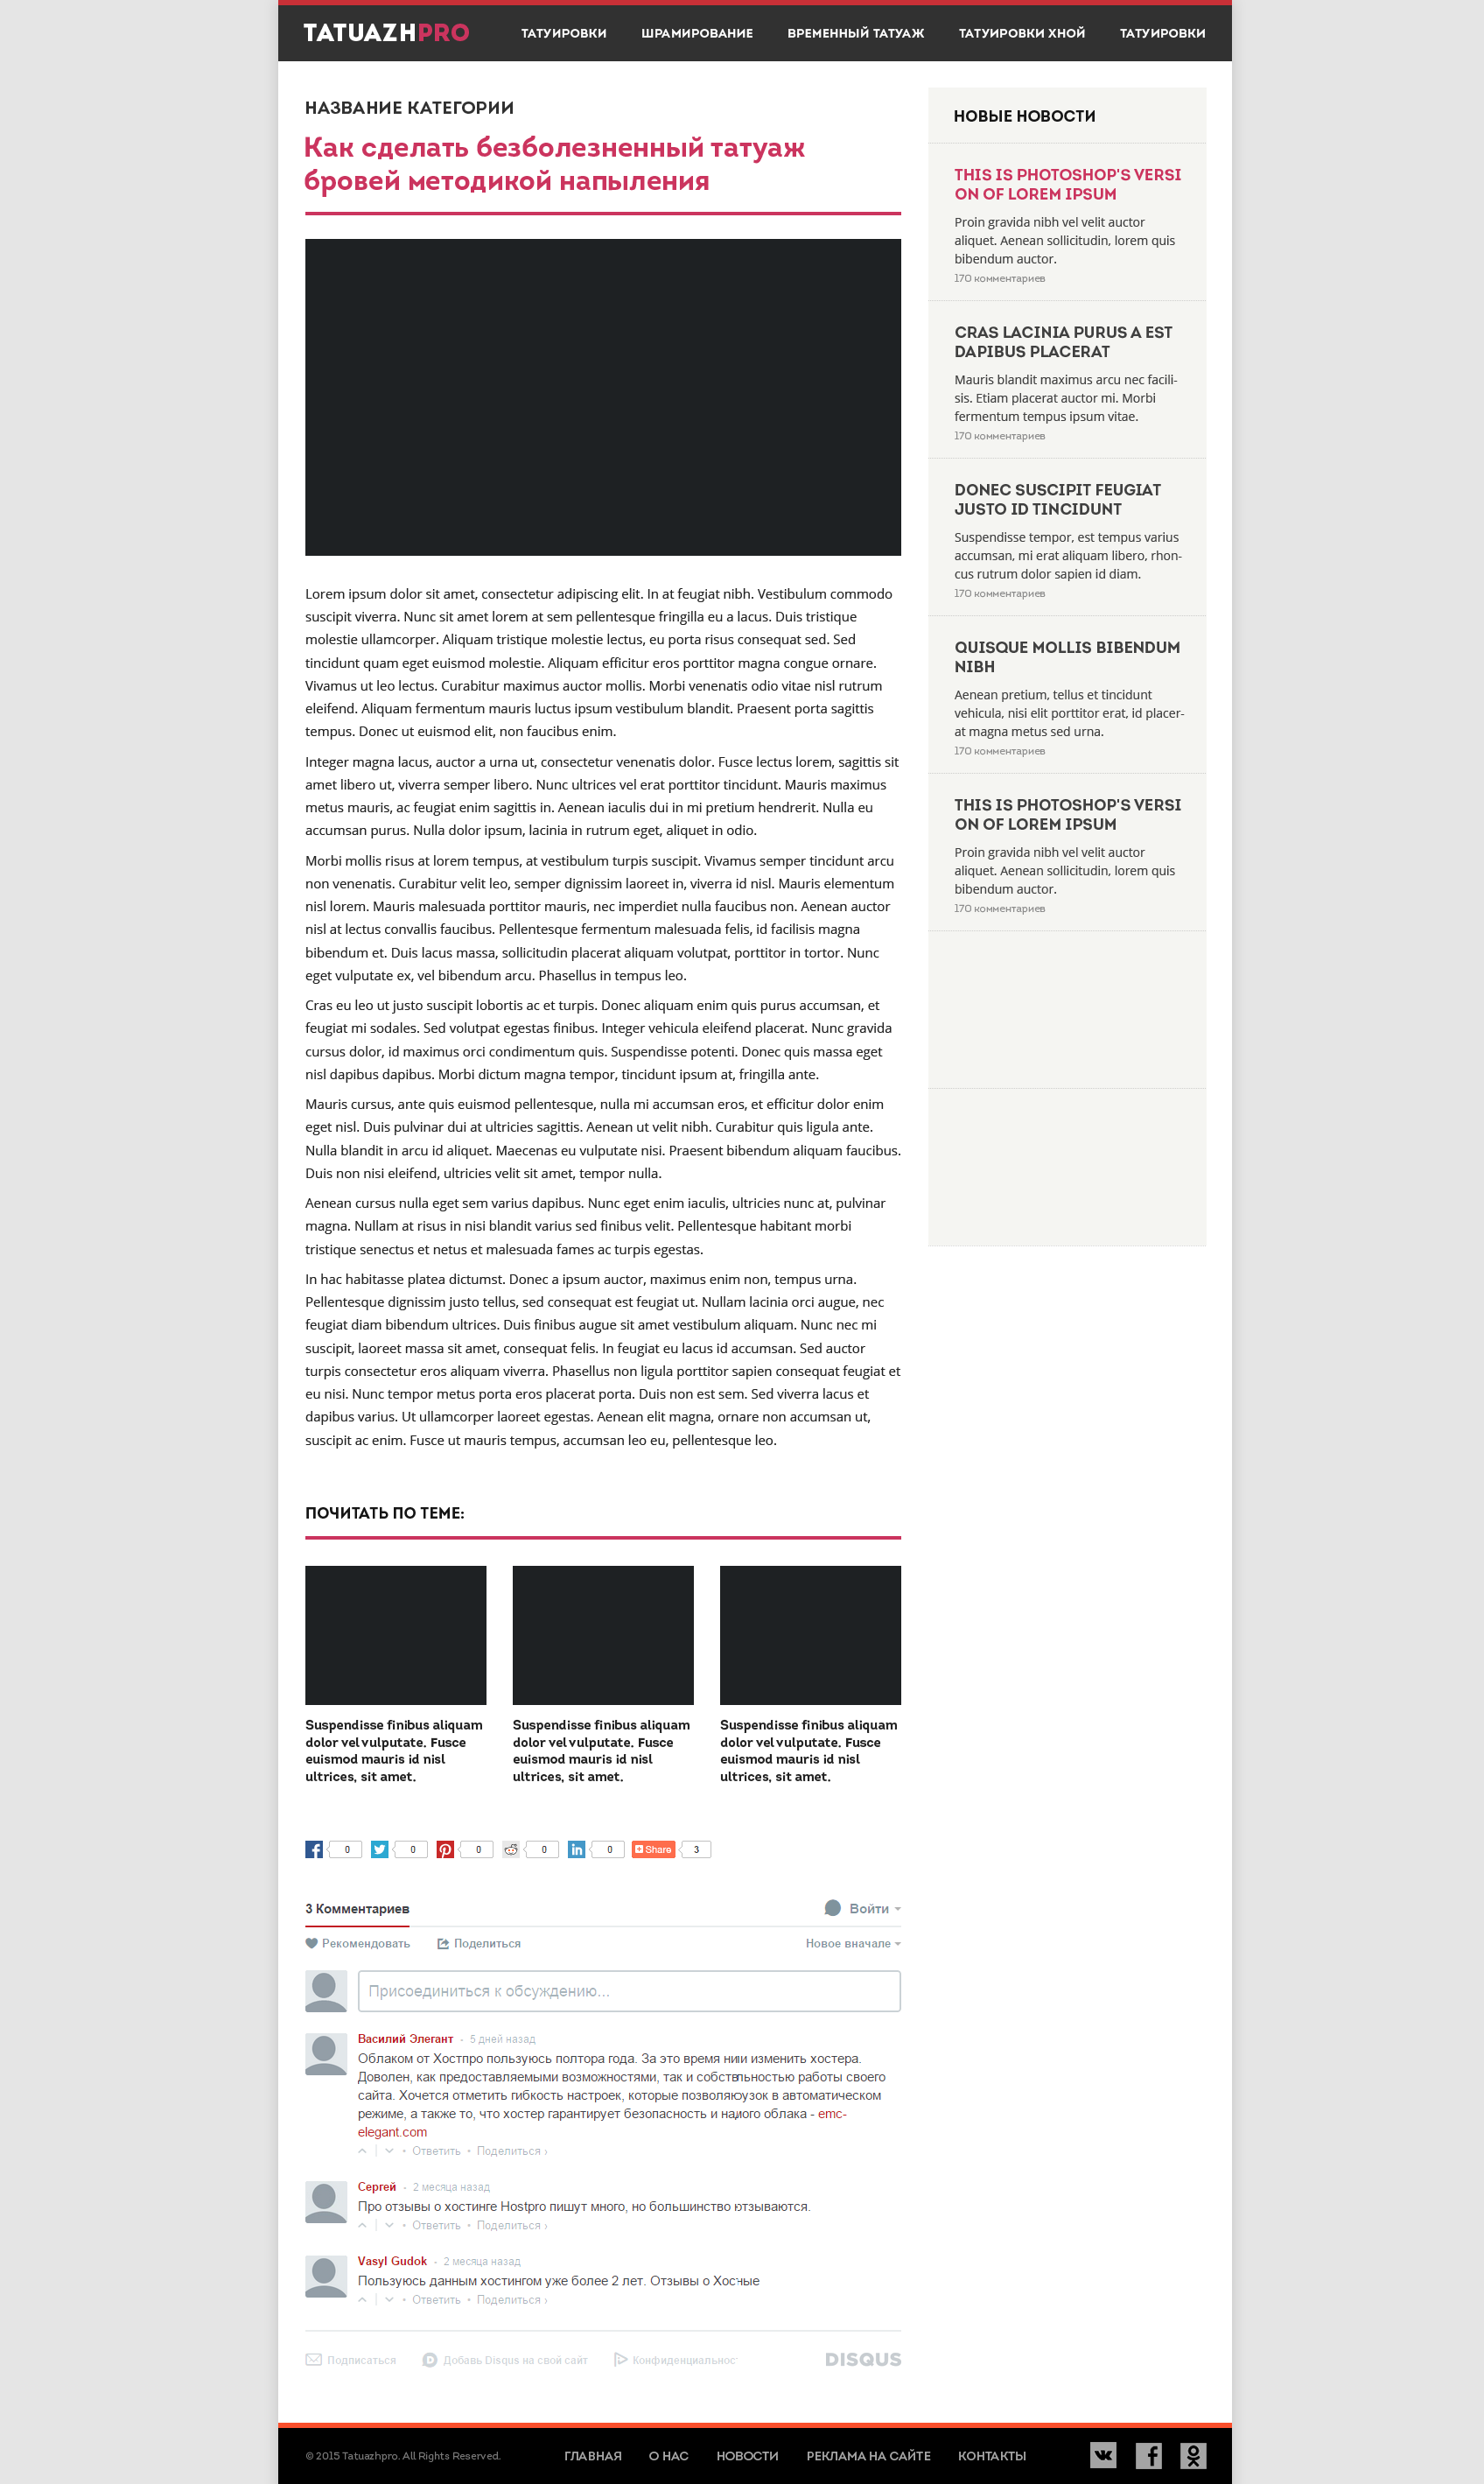 TATUAZHPRO
ТАТУИРОВКИ ШРАМИРОВАНИЕ ВРЕМЕННЫЙ ТАТУАЖ ТАТУИРОВКИ ХНОЙ ТАТУИРОВКИ
НАЗВАНИЕ КАТЕГОРИИ
Как сделать безболезненный татуаж
бровей методикой напыления
Lorem ipsum dolor sit amet, consectetur adipiscing elit. In at feugiat nibh. Vestibulum commodo
suscipit viverra. Nunc sit amet lorem at sem pellentesque fringilla eu a lacus. Duis tristique
molestie ullamcorper. Aliquam tristique molestie lectus, eu porta risus consequat sed. Sed
tincidunt quam eget euismod molestie. Aliquam efficitur eros porttitor magna congue ornare.
Vivamus ut leo lectus. Curabitur maximus auctor mollis. Morbi venenatis odio vitae nisl rutrum
eleifend. Aliquam fermentum mauris luctus ipsum vestibulum blandit. Praesent porta sagittis
tempus. Donec ut euismod elit, non faucibus enim.
Integer magna lacus, auctor a urna ut, consectetur venenatis dolor. Fusce lectus lorem, sagittis sit
amet libero ut, viverra semper libero. Nunc ultrices vel erat porttitor tincidunt. Mauris maximus
metus mauris, ac feugiat enim sagittis in. Aenean iaculis dui in mi pretium hendrerit. Nulla eu
accumsan purus. Nulla dolor ipsum, lacinia in rutrum eget, aliquet in odio.
Morbi mollis risus at lorem tempus, at vestibulum turpis suscipit. Vivamus semper tincidunt arcu
non venenatis. Curabitur velit leo, semper dignissim laoreet in, viverra id nisl. Mauris elementum
nisl lorem. Mauris malesuada porttitor mauris, nec imperdiet nulla faucibus non. Aenean auctor
nisl at lectus convallis faucibus. Pellentesque fermentum malesuada felis, id facilisis magna
bibendum et. Duis lacus massa, sollicitudin placerat aliquam volutpat, porttitor in tortor. Nunc
eget vulputate ex, vel bibendum arcu. Phasellus in tempus leo.
Cras eu leo ut justo suscipit lobortis ac et turpis. Donec aliquam enim quis purus accumsan, et
feugiat mi sodales. Sed volutpat egestas finibus. Integer vehicula eleifend placerat. Nunc gravida
cursus dolor, id maximus orci condimentum quis. Suspendisse potenti. Donec quis massa eget
nisl dapibus dapibus. Morbi dictum magna tempor, tincidunt ipsum at, fringilla ante.
Mauris cursus, ante quis euismod pellentesque, nulla mi accumsan eros, et efficitur dolor enim
eget nisl. Duis pulvinar dui at ultricies sagittis. Aenean ut velit nibh. Curabitur quis ligula ante.
Nulla blandit in arcu id aliquet. Maecenas eu vulputate nisi. Praesent bibendum aliquam faucibus.
Duis non nisi eleifend, ultricies velit sit amet, tempor nulla.
Aenean cursus nulla eget sem varius dapibus. Nunc eget enim iaculis, ultricies nunc at, pulvinar
magna. Nullam at risus in nisi blandit varius sed finibus velit. Pellentesque habitant morbi
tristique senectus et netus et malesuada fames ac turpis egestas.
In hac habitasse platea dictumst. Donec a ipsum auctor, maximus enim non, tempus urna.
Pellentesque dignissim justo tellus, sed consequat est feugiat ut. Nullam lacinia orci augue, nec
feugiat diam bibendum ultrices. Duis finibus augue sit amet vestibulum aliquam. Nunc nec mi
suscipit, laoreet massa sit amet, consequat felis. In feugiat eu lacus id accumsan. Sed auctor
turpis consectetur eros aliquam viverra. Phasellus non ligula porttitor sapien consequat feugiat et
eu nisi. Nunc tempor metus porta eros placerat porta. Duis non est sem. Sed viverra lacus et
dapibus varius. Ut ullamcorper laoreet egestas. Aenean elit magna, ornare non accumsan ut,
suscipit ac enim. Fusce ut mauris tempus, accumsan leo eu, pellentesque leo.
НОВЫЕ НОВОСТИ
THIS IS PHOTOSHOP'S VERSI
ON OF LOREM IPSUM
Proin gravida nibh vel velit auctor
aliquet. Aenean sollicitudin, lorem quis
bibendum auctor.
170 комментариев
CRAS LACINIA PURUS A EST
DAPIBUS PLACERAT
Mauris blandit maximus arcu nec facili-
sis. Etiam placerat auctor mi. Morbi
fermentum tempus ipsum vitae.
170 комментариев
DONEC SUSCIPIT FEUGIAT
JUSTO ID TINCIDUNT
Suspendisse tempor, est tempus varius
accumsan, mi erat aliquam libero, rhon-
cus rutrum dolor sapien id diam.
170 комментариев
QUISQUE MOLLIS BIBENDUM
NIBH
Aenean pretium, tellus et tincidunt
vehicula, nisi elit porttitor erat, id placer-
at magna metus sed urna.
170 комментариев
THIS IS PHOTOSHOP'S VERSI
ON OF LOREM IPSUM
Proin gravida nibh vel velit auctor
aliquet. Aenean sollicitudin, lorem quis
bibendum auctor.
170 комментариев
ПОЧИТАТЬ ПО ТЕМЕ:
Suspendisse finibus aliquam
dolor vel vulputate. Fusce
euismod mauris id nisl
ultrices, sit amet.
Suspendisse finibus aliquam
dolor vel vulputate. Fusce
euismod mauris id nisl
ultrices, sit amet.
Suspendisse finibus aliquam
dolor vel vulputate. Fusce
euismod mauris id nisl
ultrices, sit amet.
0 0 0 0 0 Share 3
3 Комментариев Войти
Рекомендовать Поделиться Новое вначале
Присоединиться к обсуждению...
Василий Элегант • 5 дней назад
Облаком от Хостпро пользуюсь полтора года. За это время ни изменить хостера.
Доволен, как предоставляемыми возможностями, так и работы своего
сайта. Хочется отметить гибкость настроек, которые в автоматическом
режиме, а также то, что хостер гарантирует безопасность и облака - emc-
elegant.com
• Ответить • Поделиться ›
Сергей • 2 месяца назад
Про отзывы о хостинге Hostpro пишут много, но большинство
• Ответить • Поделиться ›
Vasyl Gudok • 2 месяца назад
Пользуюсь данным хостингом уже более 2 лет. Отзывы о
• Ответить • Поделиться ›
Подписаться Добавь Disqus на свой сайт Конфиденциальнос DISQUS
© 2015 Tatuazhpro. All Rights Reserved. ГЛАВНАЯ О НАС НОВОСТИ РЕКЛАМА НА САЙТЕ КОНТАКТЫ